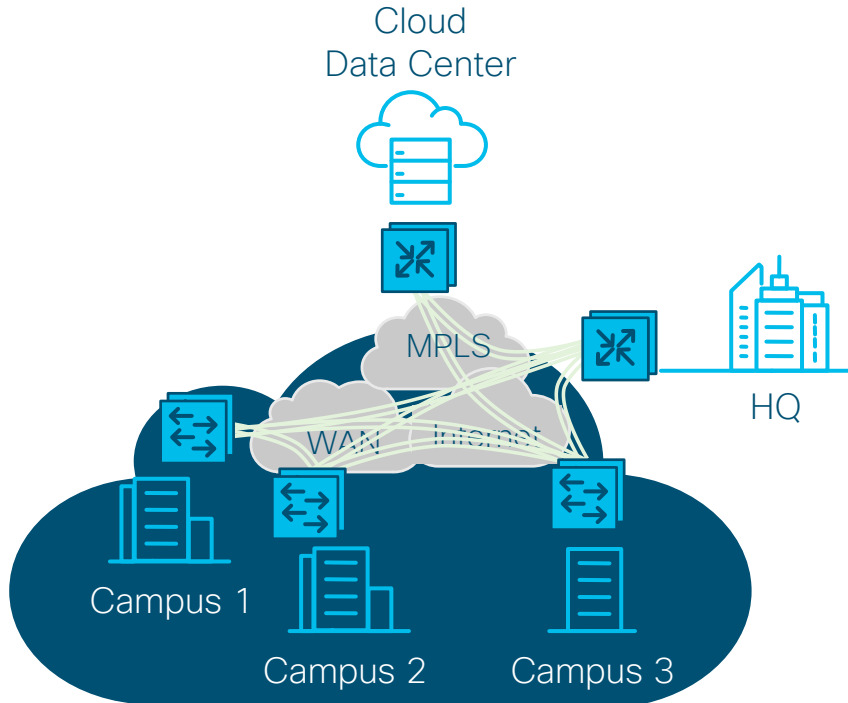 Cloud
Data Center
MPLS
HQ
WAN
Internet
Campus 1
Campus 2
Campus 3